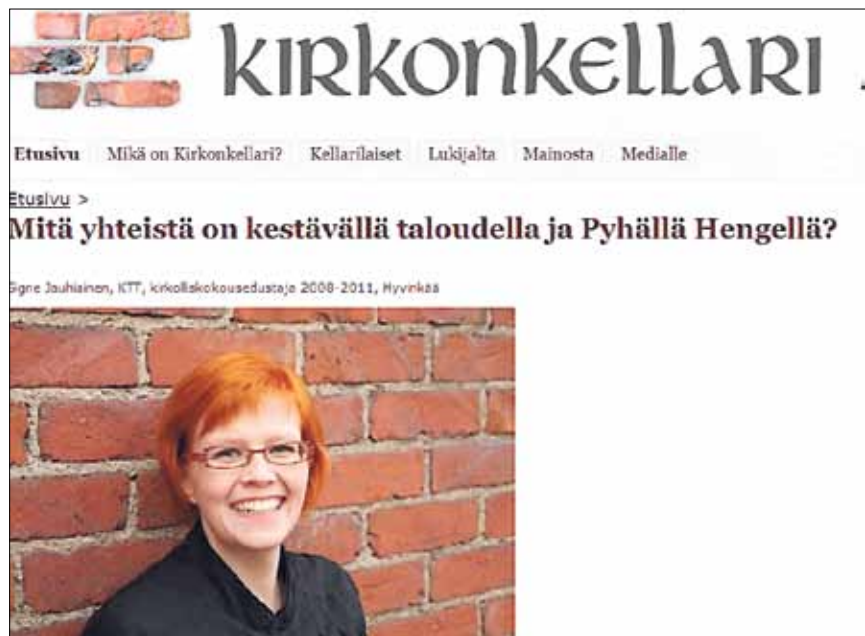 KIRKONKELLARI
Etusivu Mikä on Kirkonkellari? Kellarilaiset Lukijalta Mainosta Medialle
Etusivu >
Mitä yhteistä on kestävällä taloudella ja Pyhällä Hengellä?
Signe Jauhiainen, KTT, kirkolliskokousedustaja 2008-2011, Hyvinkää